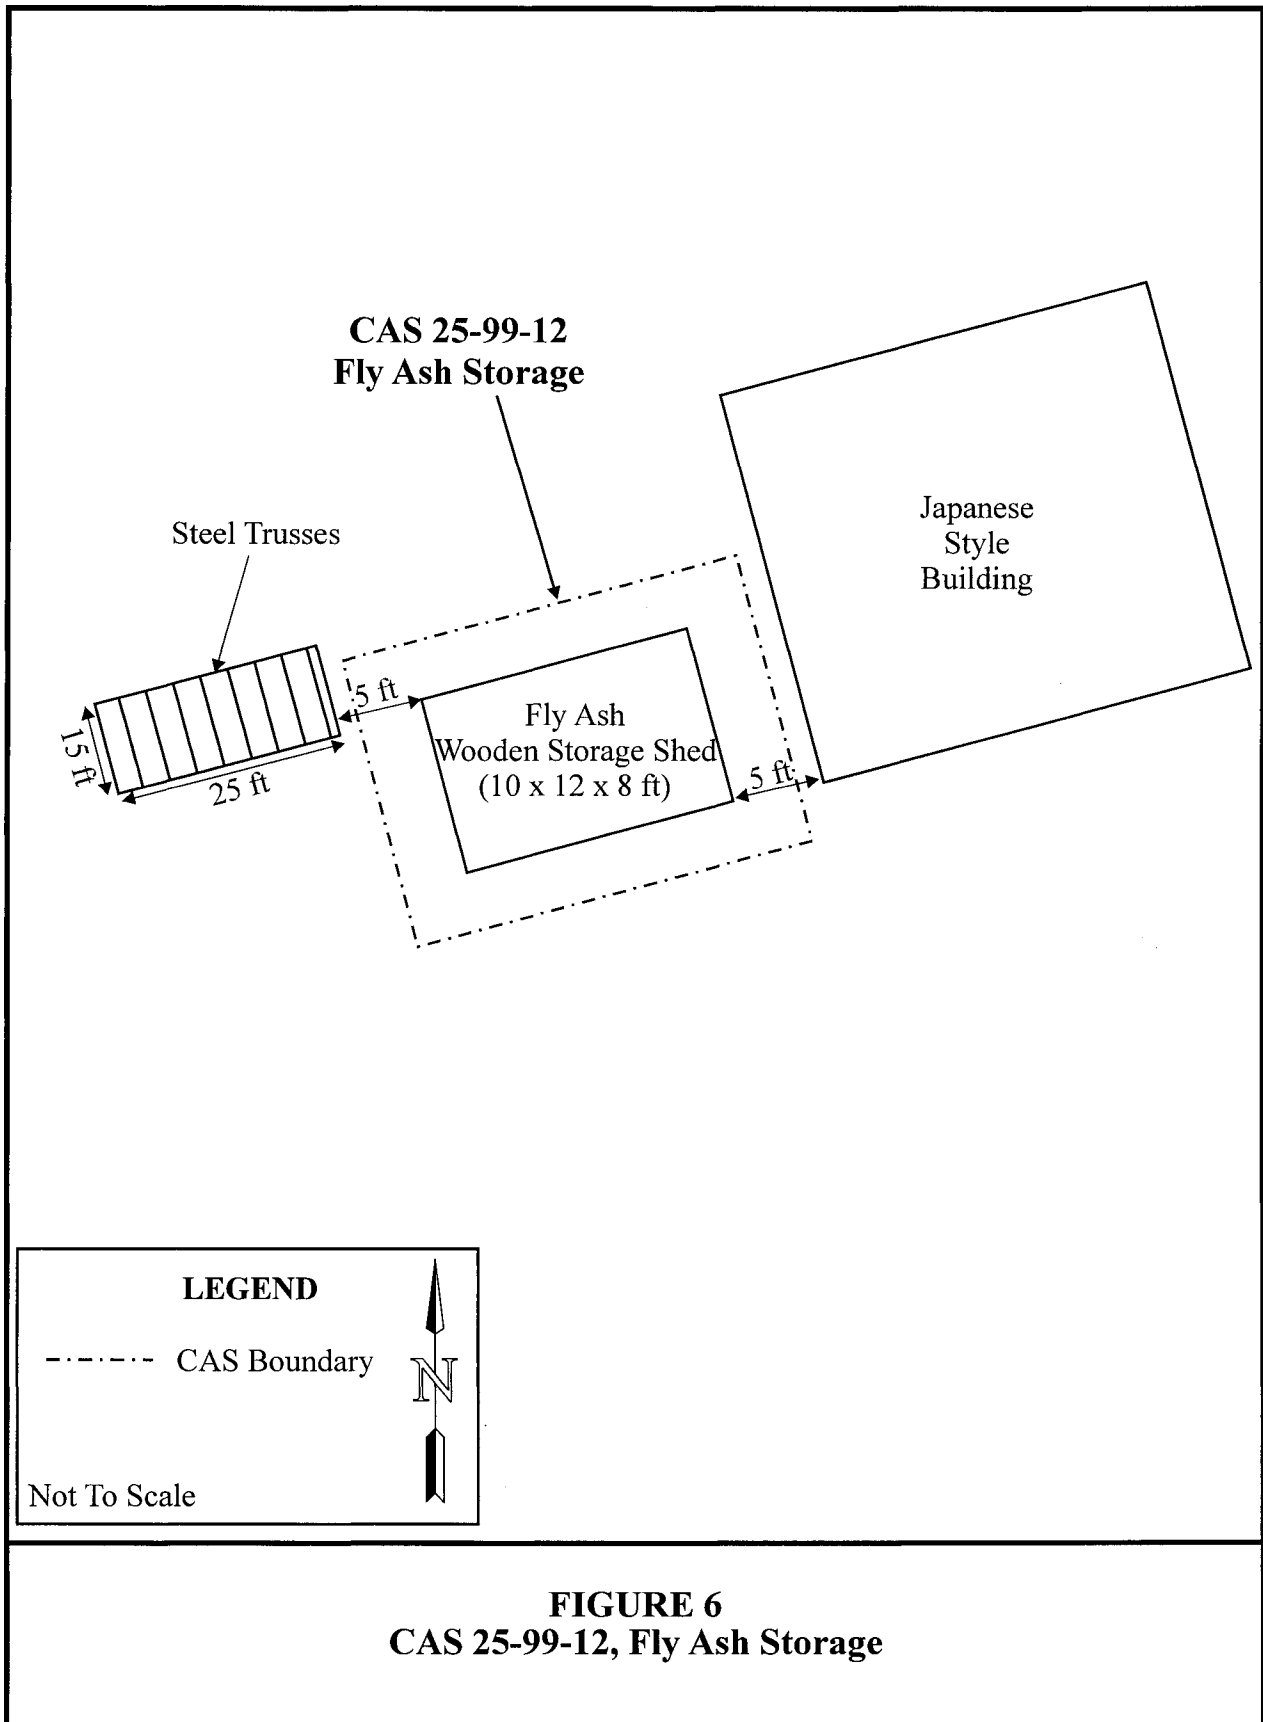 CAS 25-99-12
Fly Ash Storage
Steel Trusses
Japanese
Style
Building
5 ft
Fly Ash
Wooden Storage Shed
(10 x 12 x 8 ft)
15 ft
25 ft
5 ft
LEGEND
CAS Boundary
N
Not To Scale
FIGURE 6
CAS 25-99-12, Fly Ash Storage